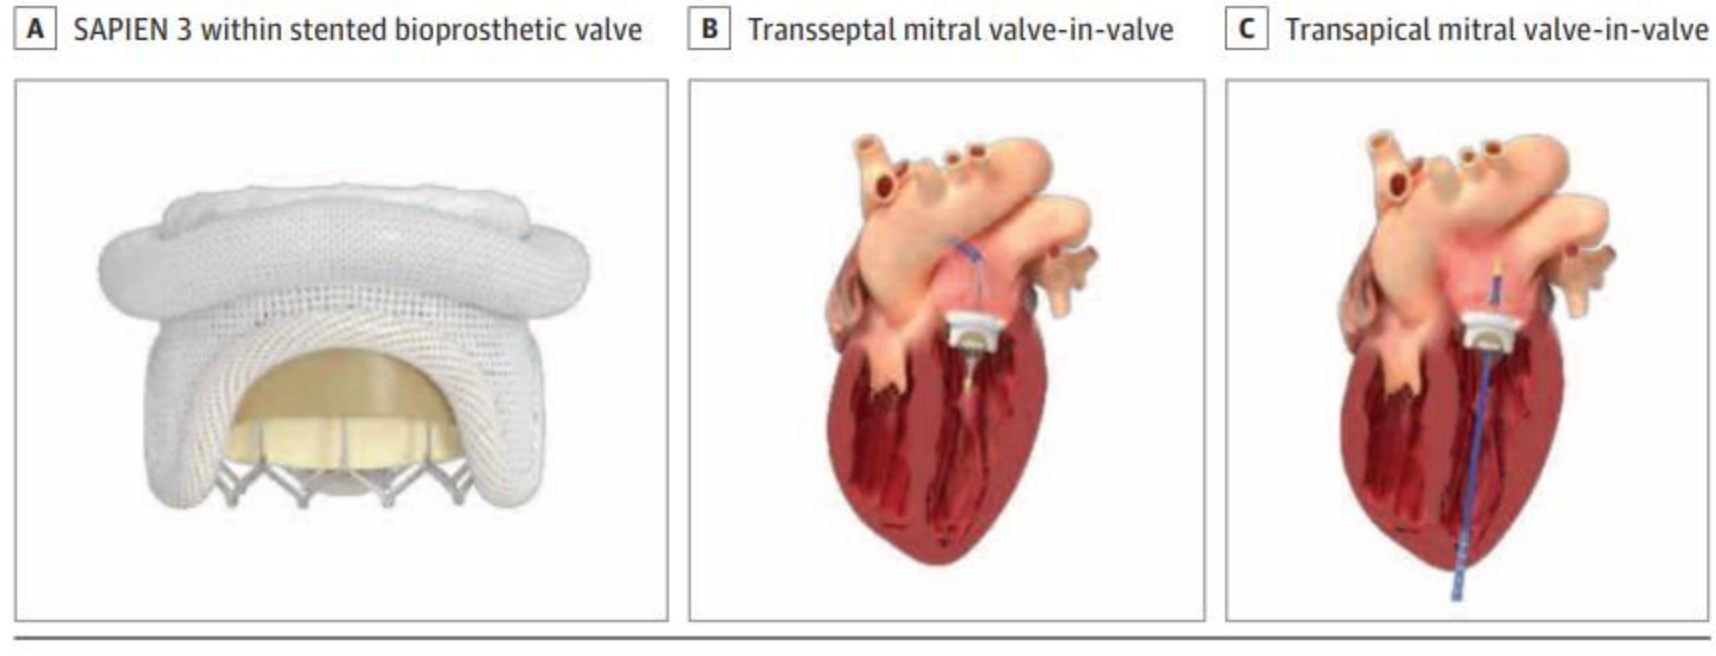 A SAPIEN 3 within stented bioprosthetic valve
B Transseptal mitral valve-in-valve
C Transapical mitral valve-in-valve